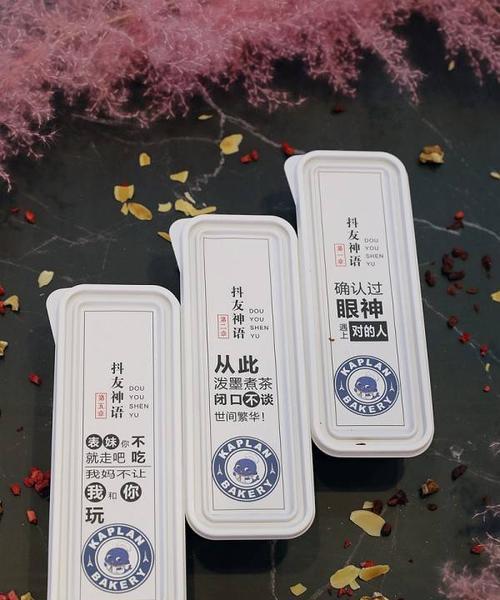 抖友神语
第五章
DOU
YOU
SHEN
YU
表妹你不
就走吧 吃
我妈不让
我和你
玩
KAPLAN
BAKERY
抖友神语
第二章
DOU
YOU
SHEN
YU
从此
泼墨煮茶
闭口不谈
世间繁华!
KAPLAN
BAKERY
抖友神语
第一章
DOU
YOU
SHEN
YU
确认过
眼神
遇上 对的人
KAPLAN
BAKERY